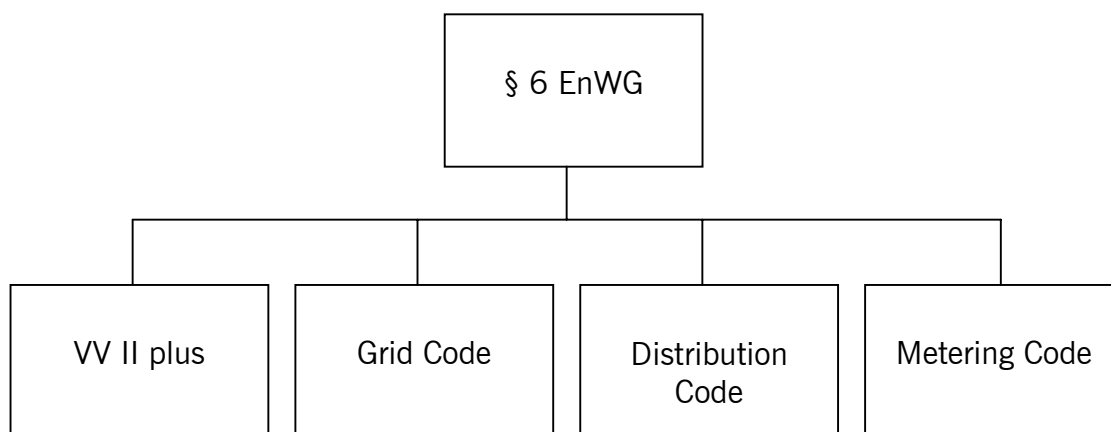 § 6 EnWG
VV II plus
Grid Code
Distribution
Code
Metering Code